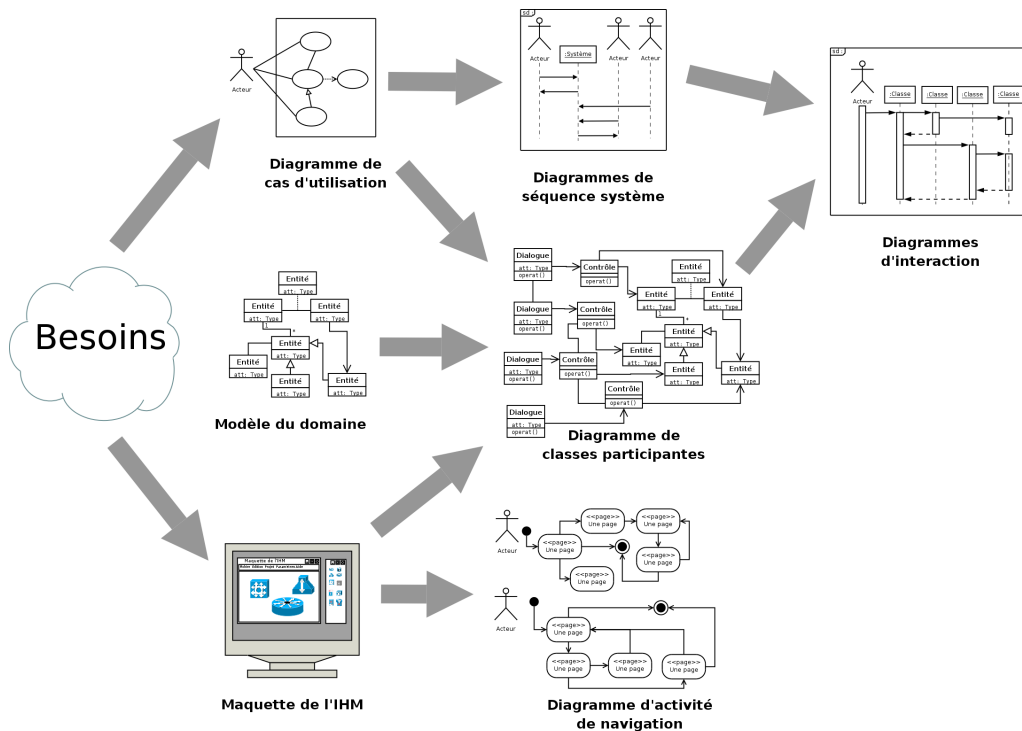 Besoins
Acteur
Diagramme de
cas d'utilisation
sd :
Acteur
:Système
Acteur
Acteur
Diagrammes de
séquence système
sd :
Acteur
:Classe
:Classe
:Classe
:Classe
Diagrammes
d'interaction
Entité
att: Type
Entité
att: Type
Entité
att: Type
1
*
Entité
att: Type
Entité
att: Type
Entité
att: Type
Entité
att: Type
Modèle du domaine
Dialogue
att: Type
operat()
Contrôle
operat()
Entité
att: Type
Entité
att: Type
Entité
att: Type
1
*
Dialogue
att: Type
operat()
Contrôle
operat()
Entité
att: Type
Entité
att: Type
Dialogue
att: Type
operat()
Contrôle
operat()
Entité
att: Type
Entité
att: Type
Contrôle
operat()
Dialogue
att: Type
operat()
Diagramme de
classes participantes
Maquette de l'IHM
Maquette de l'IHM
Acteur
<<page>>
Une page
<<page>>
Une page
<<page>>
Une page
<<page>>
Une page
<<page>>
Une page
Acteur
<<page>>
Une page
<<page>>
Une page
<<page>>
Une page
<<page>>
Une page
Diagramme d'activité
de navigation